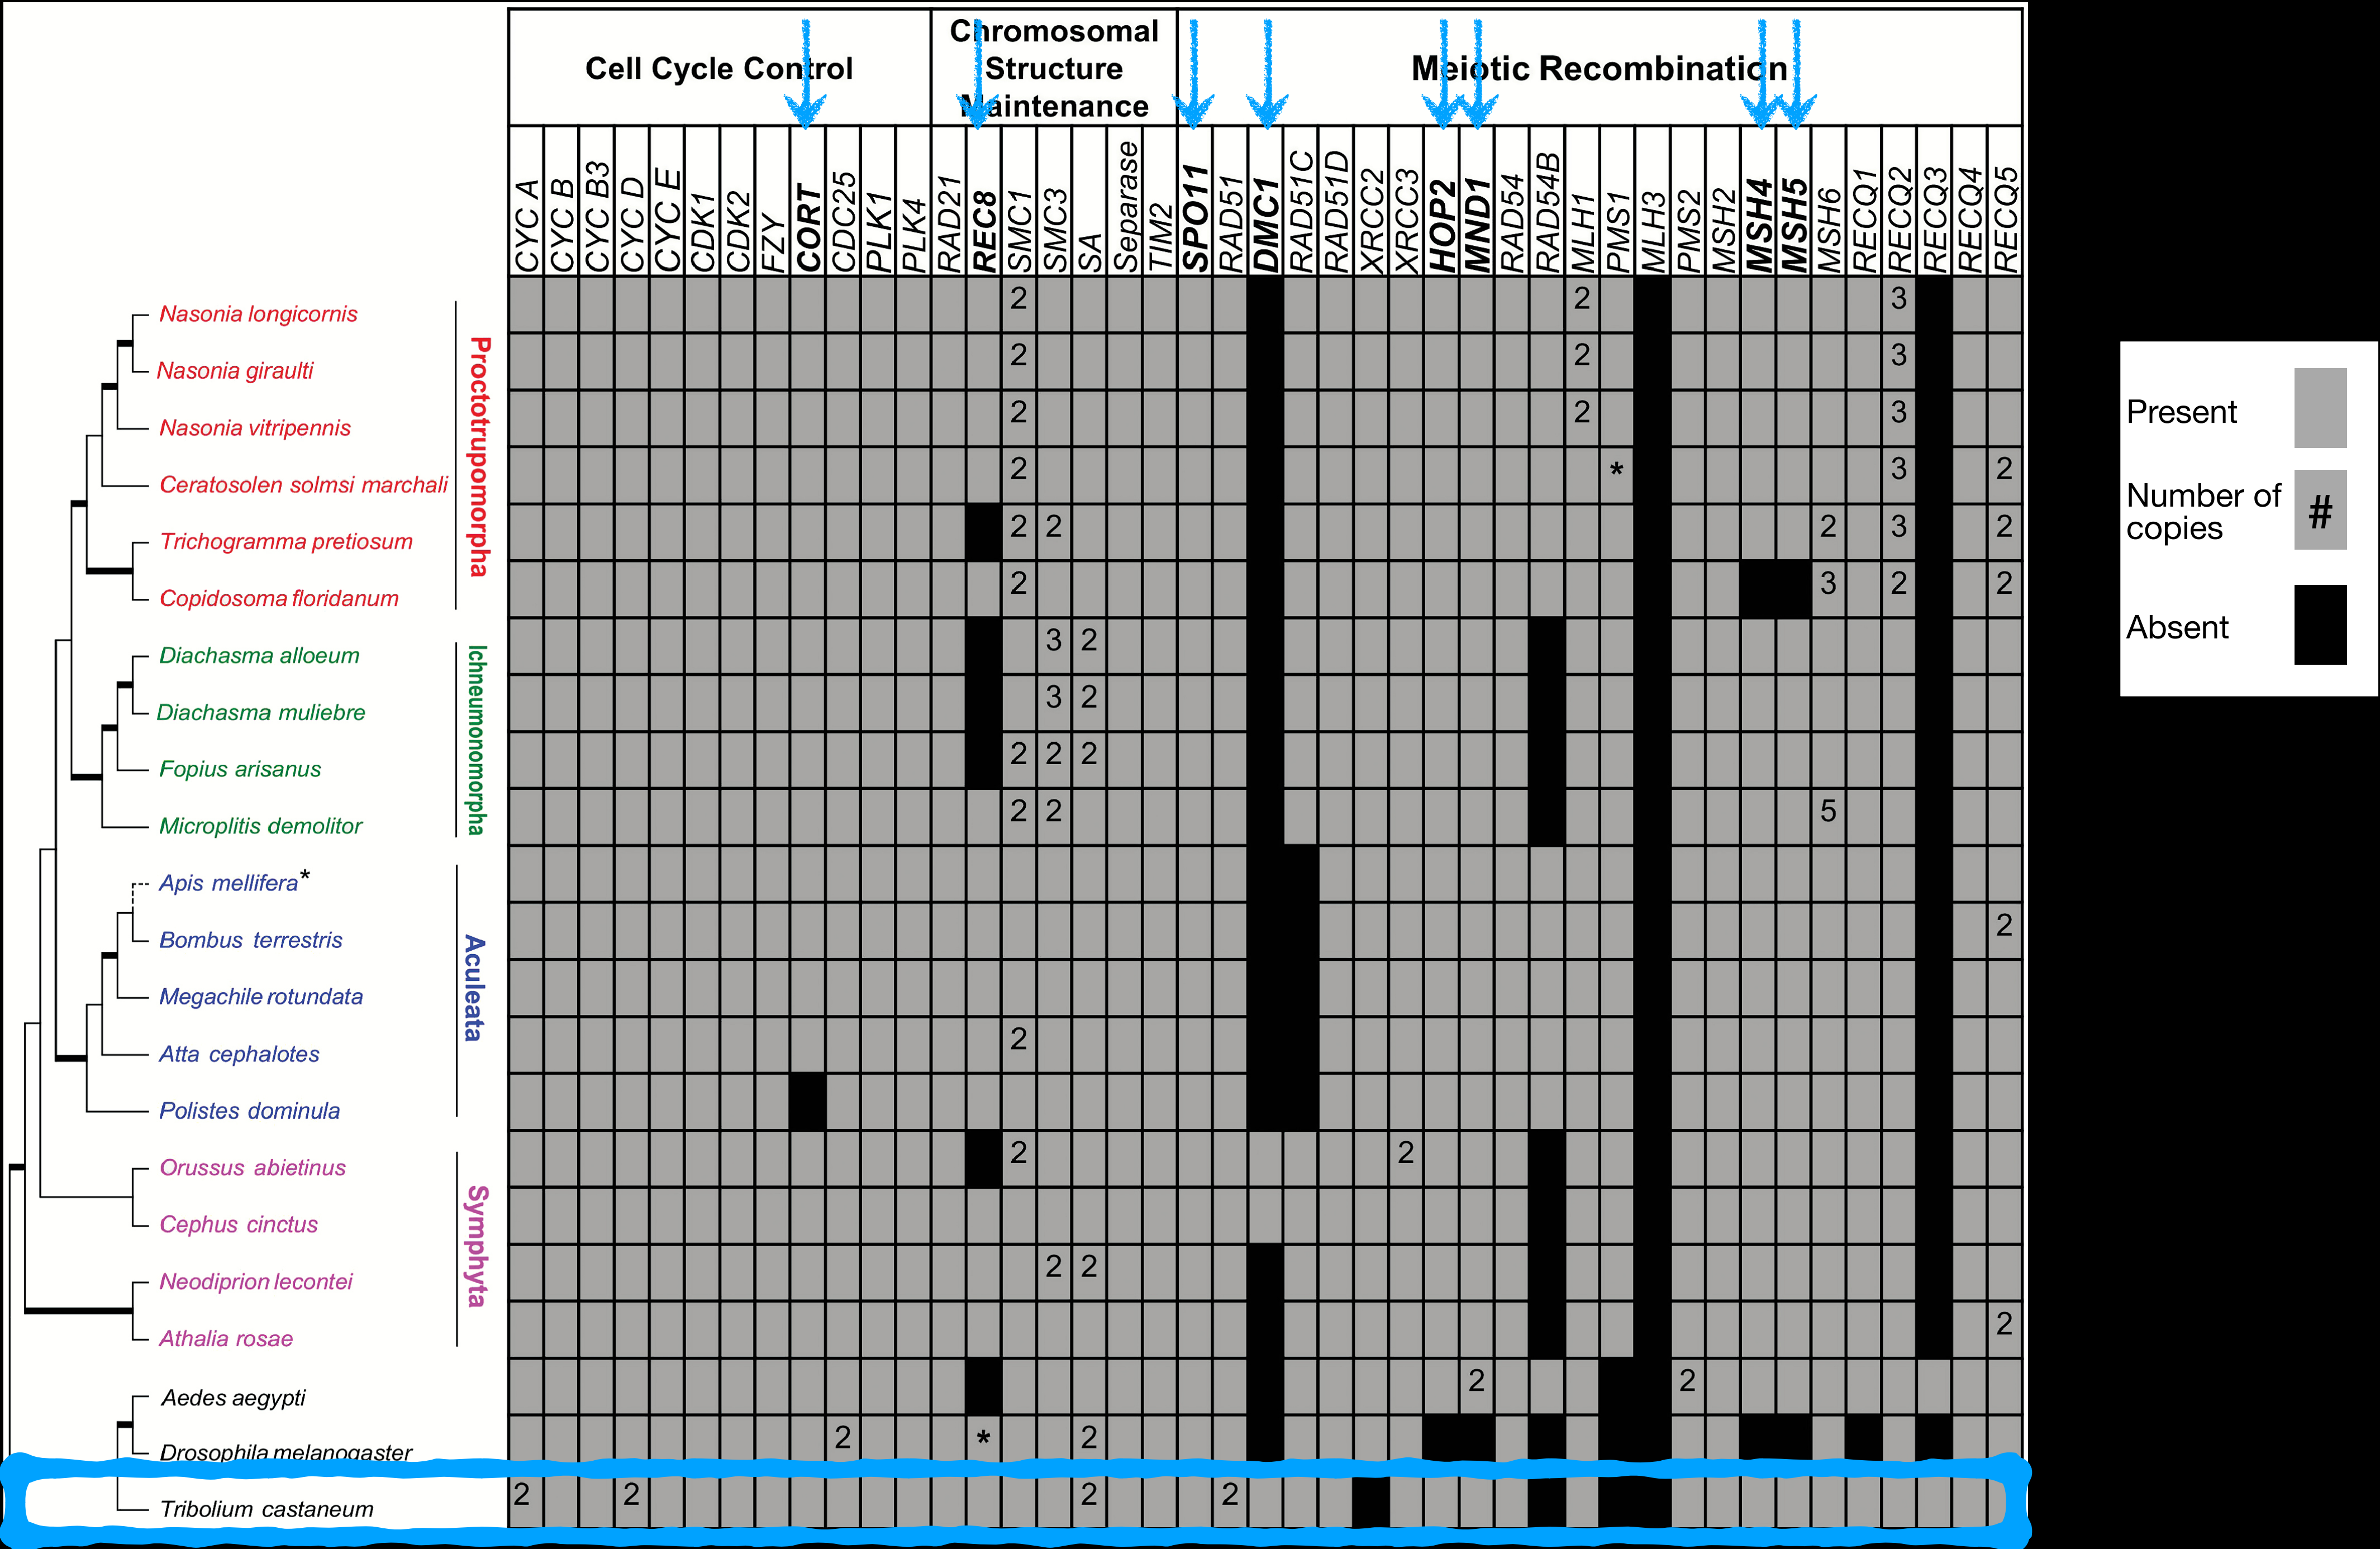 Cell Cycle Control
Chromosomal
Structure
Maintenance
Meiotic Recombination
CYC A
CYC B
CYC B3
CYC D
CYC E
CDK1
CDK2
FZY
CORT
CDC25
PLK1
PLK4
RAD21
REC8
SMC1
SMC3
SA
Separase
TIM2
SPO11
RAD51
DMC1
RAD51C
RAD51D
XRCC2
XRCC3
HOP2
MND1
RAD54
RAD54B
MLH1
PMS1
MLH3
PMS2
MSH2
MSH4
MSH5
MSH6
RECQ1
RECQ2
RECQ3
RECQ4
RECQ5
Proctotrupomorpha
Nasonia longicornis 2 2 3
Nasonia giraulti 2 2 3
Nasonia vitripennis 2 2 3
Ceratosolen solmsi marchali 2 * 3 2
Trichogramma pretiosum 2 2 2 3 2
Copidosoma floridanum 2 3 2 2
Ichneumonomorpha
Diachasma alloeum 3 2
Diachasma muliebre 3 2
Fopius arisanus 2 2 2
Microplitis demolitor 2 2 5
Aculeata
Apis mellifera*
Bombus terrestris 2
Megachile rotundata
Atta cephalotes 2
Polistes dominula
Symphyta
Orussus abietinus 2 2
Cephus cinctus
Neodiprion lecontei 2 2
Athalia rosae 2
Aedes aegypti 2 2
Drosophila melanogaster 2 * 2
Tribolium castaneum 2 2 2 2
Present
Number of
copies #
Absent